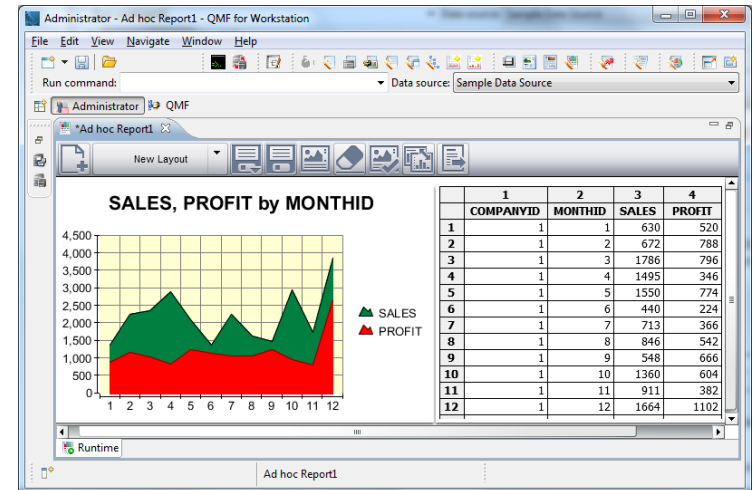 Administrator - Ad hoc Report1 - QMF for Workstation
File Edit View Navigate Window Help
Run command: Data source: Sample Data Source
Administrator QMF
*Ad hoc Report1
New Layout
SALES, PROFIT by MONTHID
4,500
4,000
3,500
3,000
2,500
2,000
1,500
1,000
500
0
1 2 3 4 5 6 7 8 9 10 11 12
SALES
PROFIT
1 2 3 4
COMPANYID MONTHID SALES PROFIT
1 1 1 630 520
2 1 2 672 788
3 1 3 1786 796
4 1 4 1495 346
5 1 5 1550 774
6 1 6 440 224
7 1 7 713 366
8 1 8 846 542
9 1 9 548 666
10 1 10 1360 604
11 1 11 911 382
12 1 12 1664 1102
Runtime
Ad hoc Report1